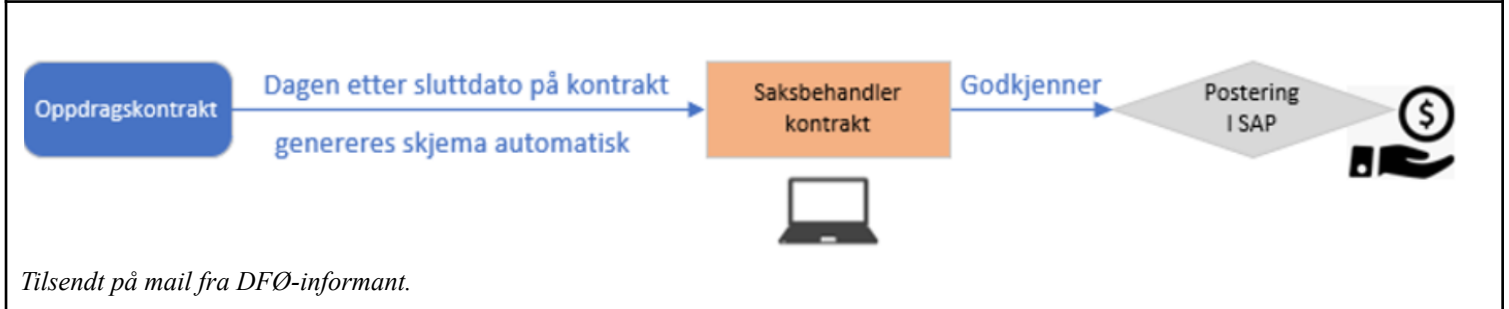 Oppdragskontrakt
Dagen etter sluttdato på kontrakt
genereres skjema automatisk
Saksbehandler
kontrakt
Godkjenner
Postering
I SAP
$
Tilsendt på mail fra DFØ-informant.